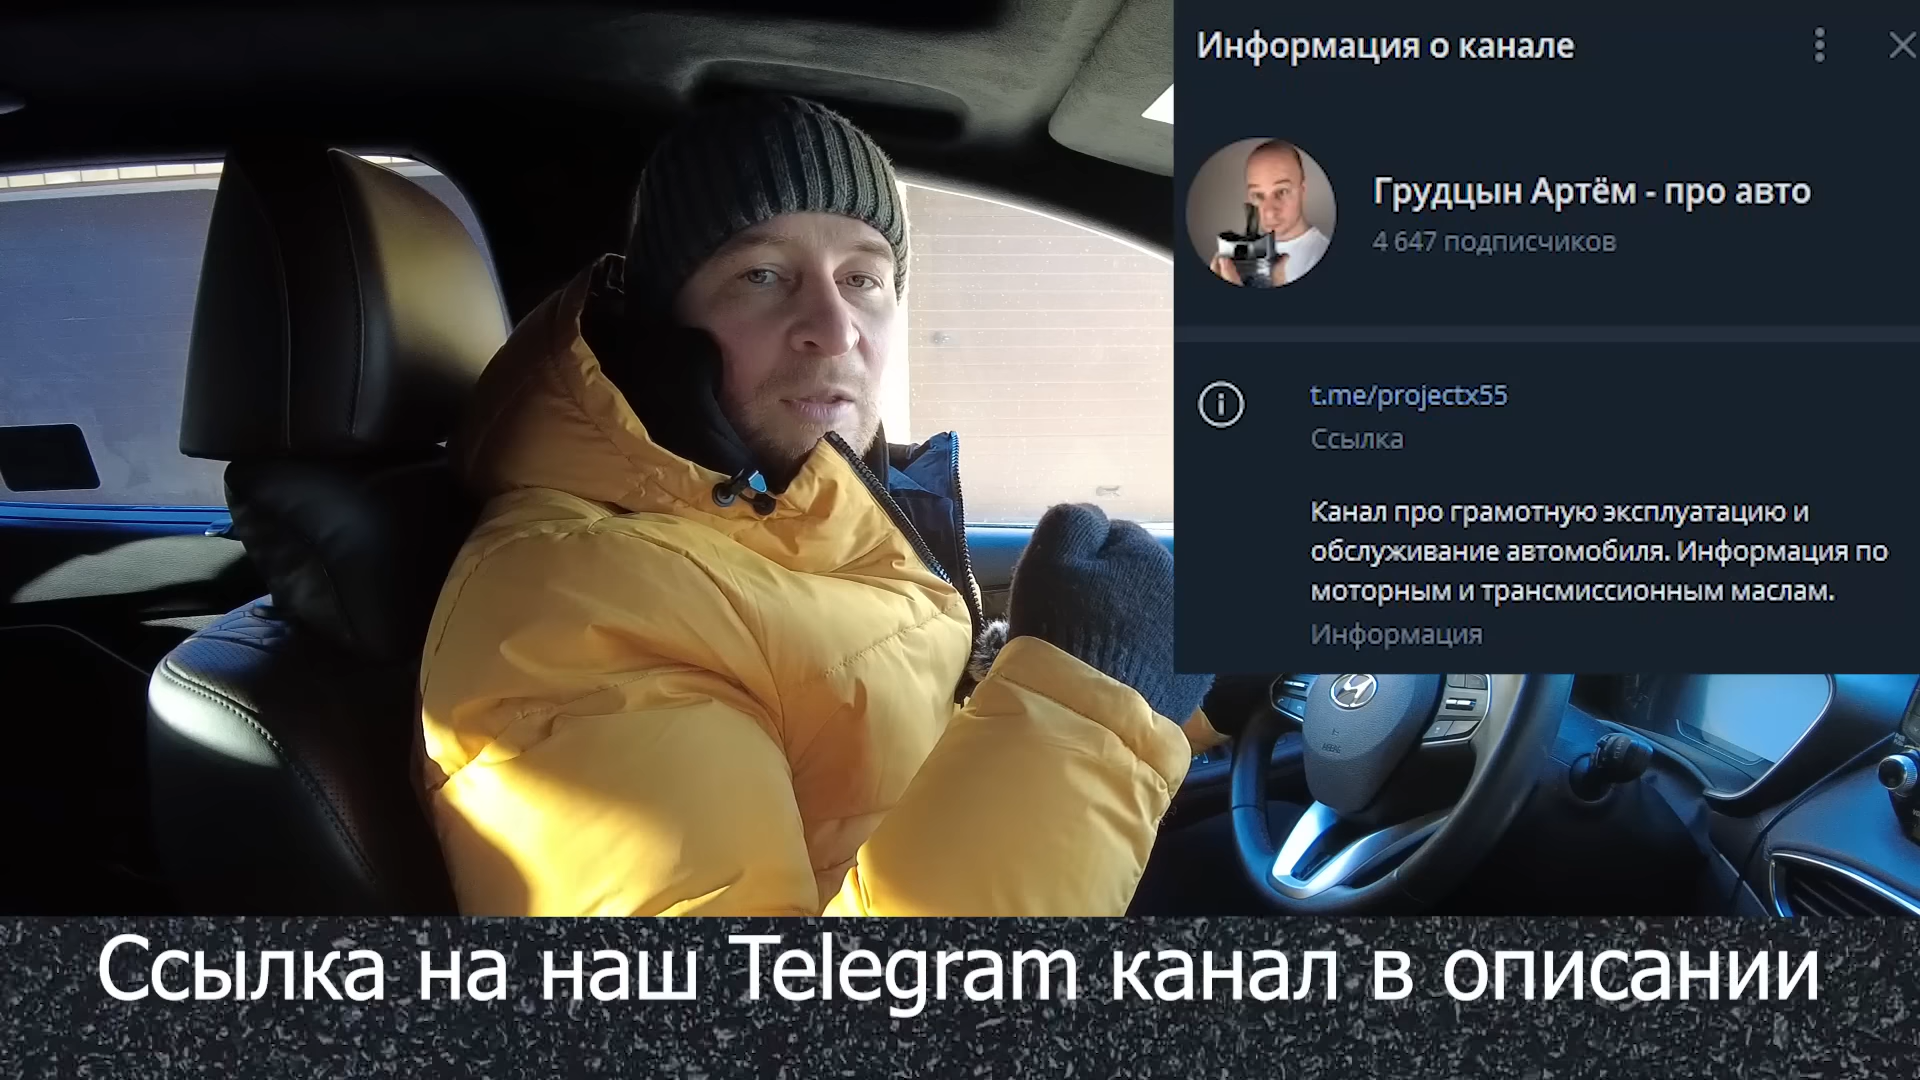 Информация о канале
Грудцын Артём - про авто
4 647 подписчиков
t.me/projectx55
Ссылка
Канал про грамотную эксплуатацию и
обслуживание автомобиля. Информация по
моторным и трансмиссионным маслам.
Информация
Ссылка на наш Telegram канал в описании